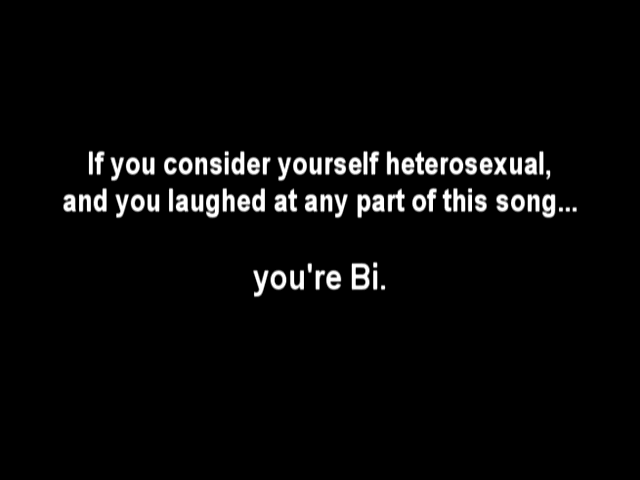 If you consider yourself heterosexual,
and you laughed at any part of this song...
you're Bi.